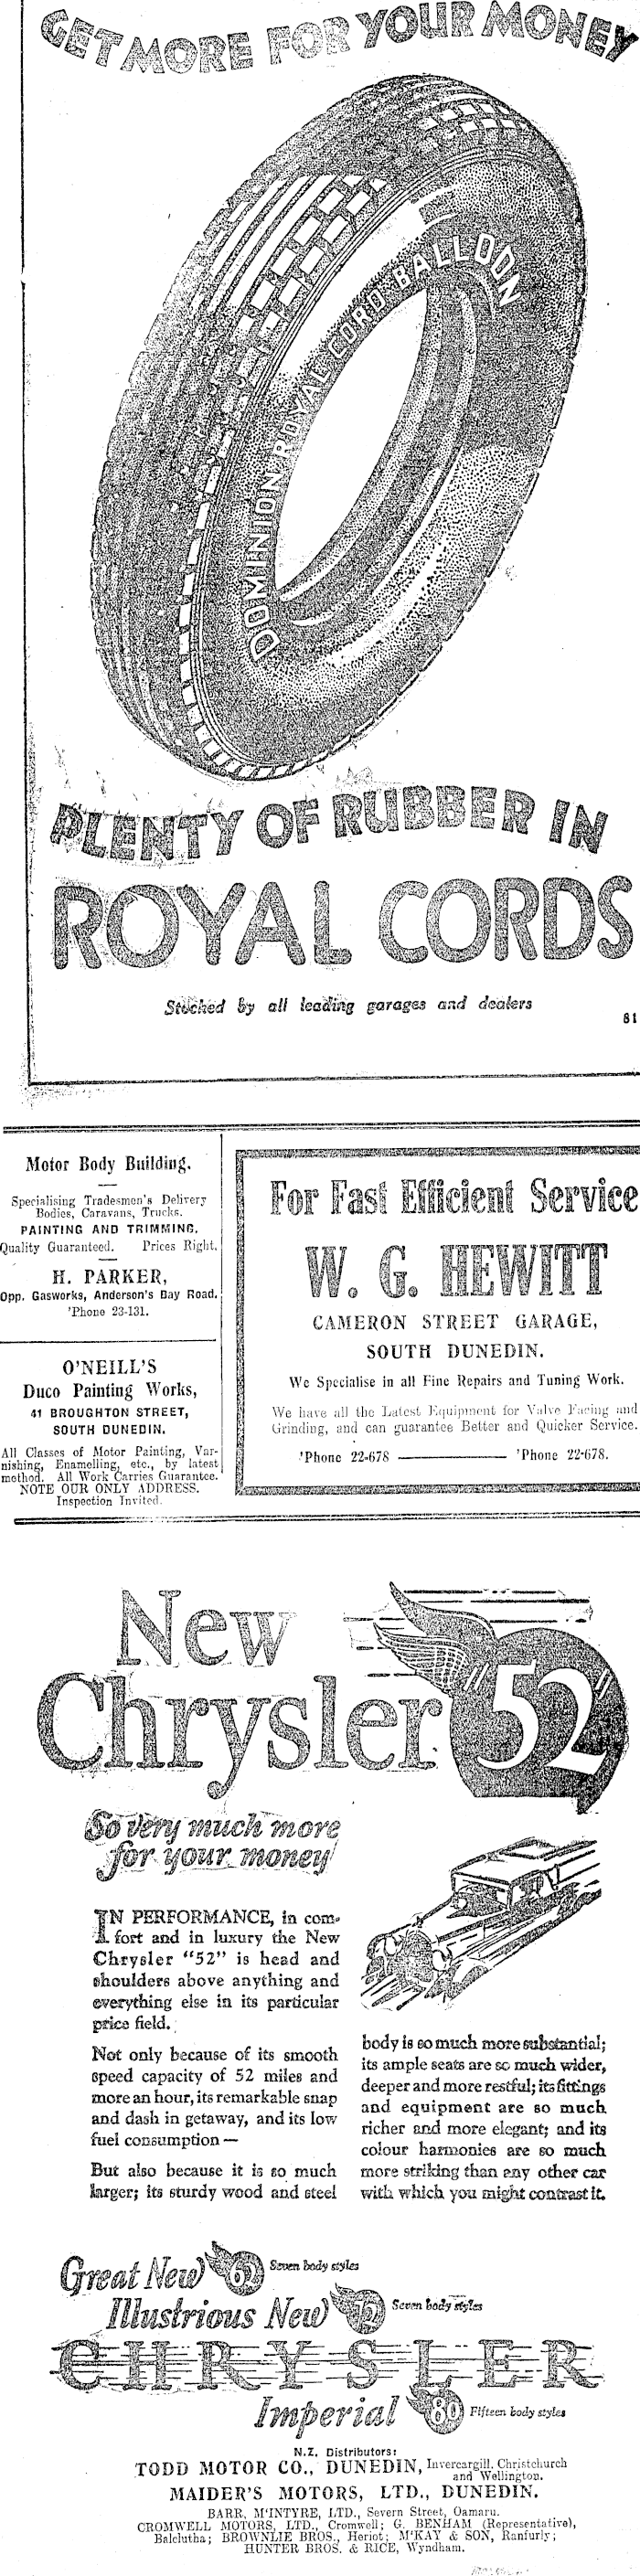 GET MORE FOR YOUR MONEY
DOMINION ROYAL CORD BALLOON
PLENTY OF RUBBER IN
ROYAL CORDS
Stocked by all leading garages and dealers
81
Motor Body Building.
Specialising Tradesmen's Delivery
Bodies, Caravans, Trucks.
PAINTING AND TRIMMING.
Quality Guaranteed. Prices Right.
H. PARKER,
Opp. Gasworks, Anderson's Bay Road.
'Phone 23-131.
O'NEILL'S
Duco Painting Works,
41 BROUGHTON STREET,
SOUTH DUNEDIN.
All Classes of Motor Painting, Var-
nishing, Enamelling, etc., by latest
method. All Work Carries Guarantee.
NOTE OUR ONLY ADDRESS.
Inspection Invited.
For Fast Efficient Service
W. G. HEWITT
CAMERON STREET GARAGE,
SOUTH DUNEDIN.
We Specialise in all Fine Repairs and Tuning Work.
We have all the Latest Equipment for Valve Facing and
Grinding, and can guarantee Better and Quicker Service.
'Phone 22-678 ——— 'Phone 22-678.
New
Chrysler "52"
So very much more
for your money
IN PERFORMANCE, in com-
fort and in luxury the New
Chrysler "52" is head and
shoulders above anything and
everything else in its particular
price field.
Not only because of its smooth
speed capacity of 52 miles and
more an hour, its remarkable snap
and dash in getaway, and its low
fuel consumption —
But also because it is so much
larger; its sturdy wood and steel
body is so much more substantial;
its ample seats are so much wider,
deeper and more restful; its fittings
and equipment are so much
richer and more elegant; and its
colour harmonies are so much
more striking than any other car
with which you might contrast it.
Great New 62 Seven body styles
Illustrious New 72 Seven body styles
CHRYSLER
Imperial 80 Fifteen body styles
N.Z. Distributors:
TODD MOTOR CO., DUNEDIN, Invercargill, Christchurch
and Wellington.
MAIDER'S MOTORS, LTD., DUNEDIN.
BARR, M'INTYRE, LTD., Severn Street, Oamaru.
CROMWELL MOTORS, LTD., Cromwell; G. BENHAM (Representative),
Balclutha; BROWNLIE BROS., Heriot; M'KAY & SON, Ranfurly;
HUNTER BROS. & RICE, Wyndham.